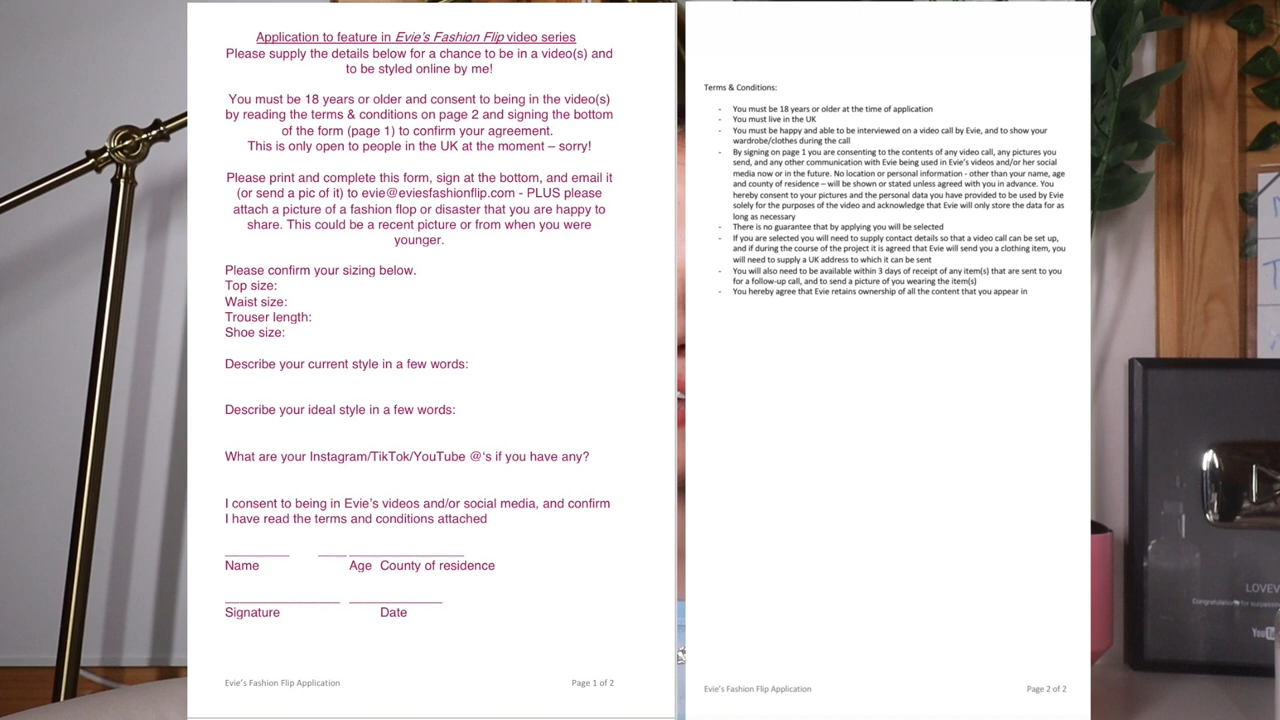 Application to feature in Evie's Fashion Flip video series
Please supply the details below for a chance to be in a video(s) and
to be styled online by me!
You must be 18 years or older and consent to being in the video(s)
by reading the terms & conditions on page 2 and signing the bottom
of the form (page 1) to confirm your agreement.
This is only open to people in the UK at the moment – sorry!
Please print and complete this form, sign at the bottom, and email it
(or send a pic of it) to evie@eviesfashionflip.com - PLUS please
attach a picture of a fashion flop or disaster that you are happy to
share. This could be a recent picture or from when you were
younger.
Please confirm your sizing below.
Top size:
Waist size:
Trouser length:
Shoe size:
Describe your current style in a few words:
Describe your ideal style in a few words:
What are your Instagram/TikTok/YouTube @'s if you have any?
I consent to being in Evie's videos and/or social media, and confirm
I have read the terms and conditions attached
Name Age County of residence
Signature Date
Evie's Fashion Flip Application Page 1 of 2
Terms & Conditions:
- You must be 18 years or older at the time of application
- You must live in the UK
- You must be happy and able to be interviewed on a video call by Evie, and to show your
wardrobe/clothes during the call
- By signing on page 1 you are consenting to the contents of any video call, any pictures you
send, and any other communication with Evie being used in Evie's videos and/or her social
media now or in the future. No location or personal information - other than your name, age
and county of residence – will be shown or stated unless agreed with you in advance. You
hereby consent to your pictures and the personal data you have provided to be used by Evie
solely for the purposes of the video and acknowledge that Evie will only store the data for as
long as necessary
- There is no guarantee that by applying you will be selected
- If you are selected you will need to supply contact details so that a video call can be set up,
and if during the course of the project it is agreed that Evie will send you a clothing item, you
will need to supply a UK address to which it can be sent
- You will also need to be available within 3 days of receipt of any item(s) that are sent to you
for a follow-up call, and to send a picture of you wearing the item(s)
- You hereby agree that Evie retains ownership of all the content that you appear in
Evie's Fashion Flip Application Page 2 of 2
LOVEV